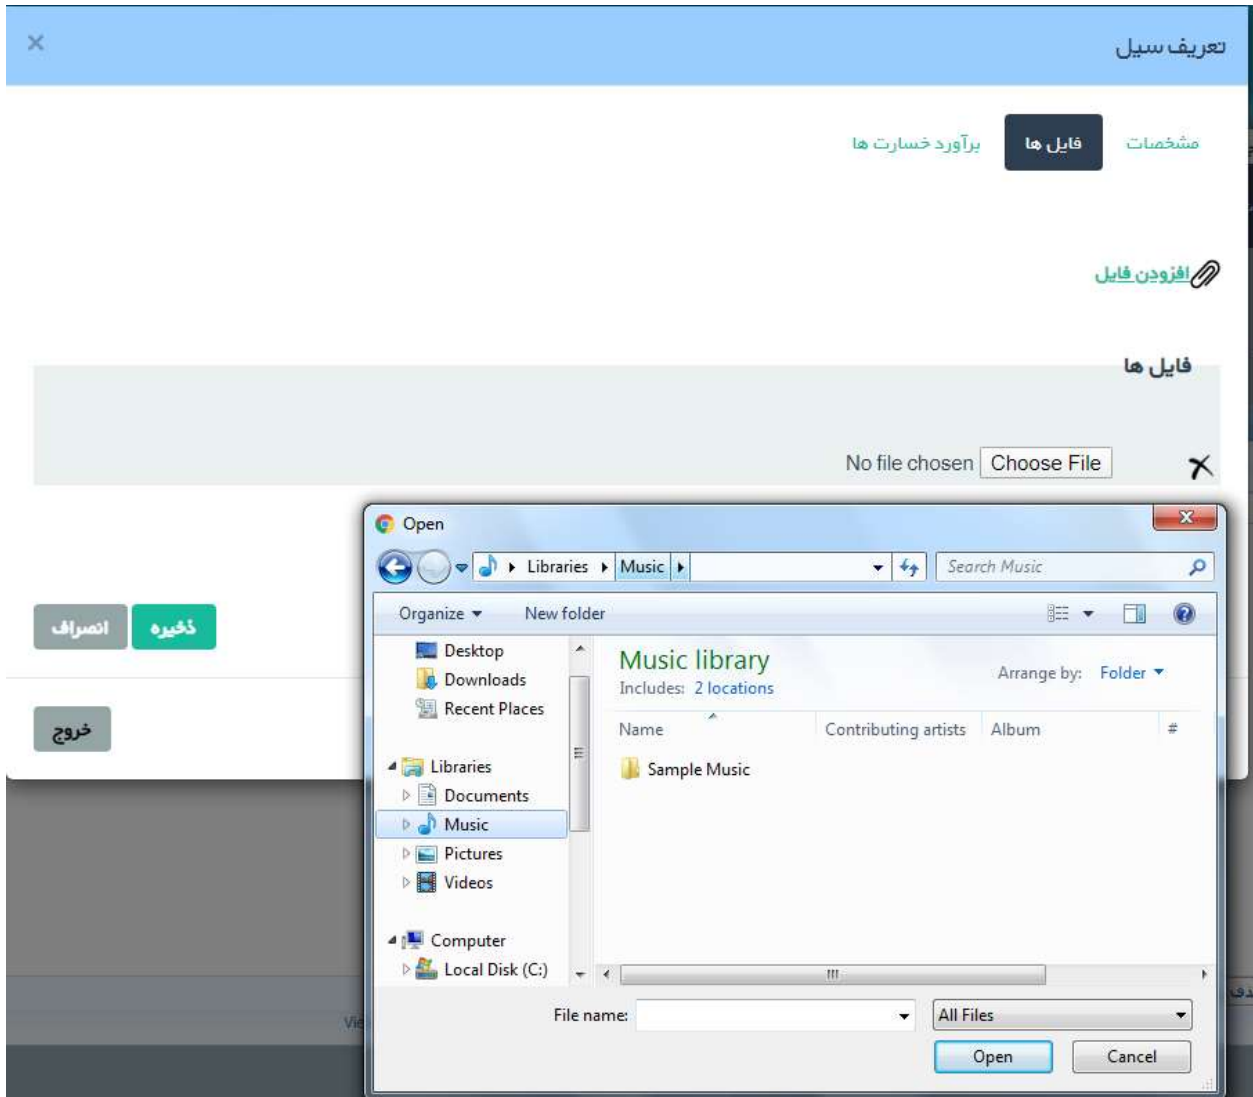 تعریف سیل
×
مشخصات فایل ها برآورد خسارت ها
افزودن فایل
فایل ها
No file chosen Choose File
ذخیره انصراف
خروج
Open
Libraries Music
Search Music
Organize New folder
Desktop
Downloads
Recent Places
Libraries
Documents
Music
Pictures
Videos
Computer
Local Disk (C:)
Music library
Includes: 2 locations
Arrange by: Folder
Name Contributing artists Album #
Sample Music
File name: All Files
Open Cancel